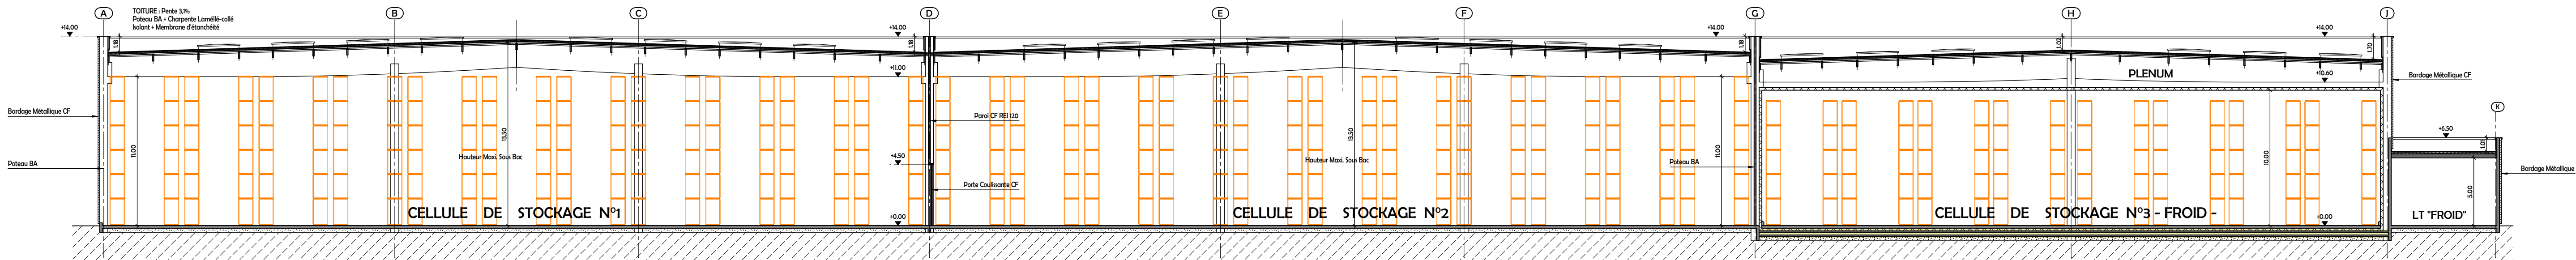 A
B
C
D
E
F
G
H
J
K
TOITURE : Pente 3,1%
Poteau BA + Charpente Lamélié-collé
Isolant + Membrane d'étanchéité
+14.00
+14.00
+14.00
+14.00
1.18
1.18
1.18
1.02
1.70
+11.00
PLENUM
+10.60
Bardage Métallique CF
Bardage Métallique CF
Paroi CF REI 120
13.50
13.50
11.00
11.00
10.00
+6.50
1.01
Hauteur Maxi. Sous Bac
Hauteur Maxi. Sous Bac
+4.50
Poteau BA
Poteau BA
Bardage Métallique
Porte Coulissante CF
5.00
CELLULE DE STOCKAGE N°1
±0.00
CELLULE DE STOCKAGE N°2
CELLULE DE STOCKAGE N°3 - FROID -
±0.00
LT "FROID"